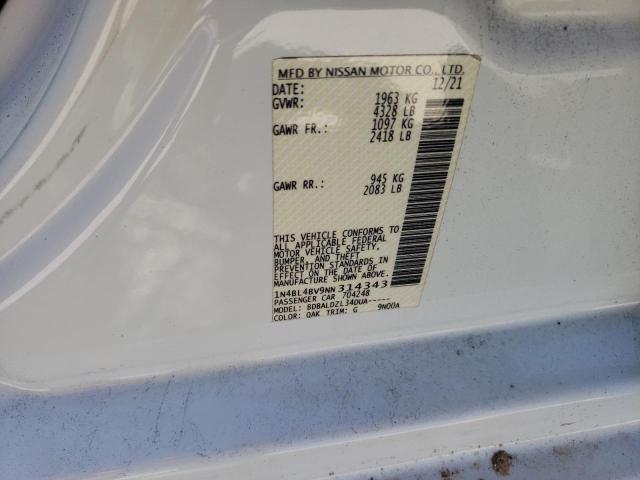 MFD BY NISSAN MOTOR CO., LTD.
DATE: 12/21
GVWR: 1963 KG
4328 LB
GAWR FR.: 1097 KG
2418 LB
GAWR RR.: 945 KG
2083 LB
THIS VEHICLE CONFORMS TO
ALL APPLICABLE FEDERAL
MOTOR VEHICLE SAFETY,
BUMPER, AND THEFT
PREVENTION STANDARDS IN
EFFECT ON THE DATE OF
MANUFACTURE SHOWN ABOVE.
1N4BL4BV9NN314343
PASSENGER CAR 704248
MODEL: BDBALDZL34DUA-----
COLOR: QAK TRIM: G 9N00A